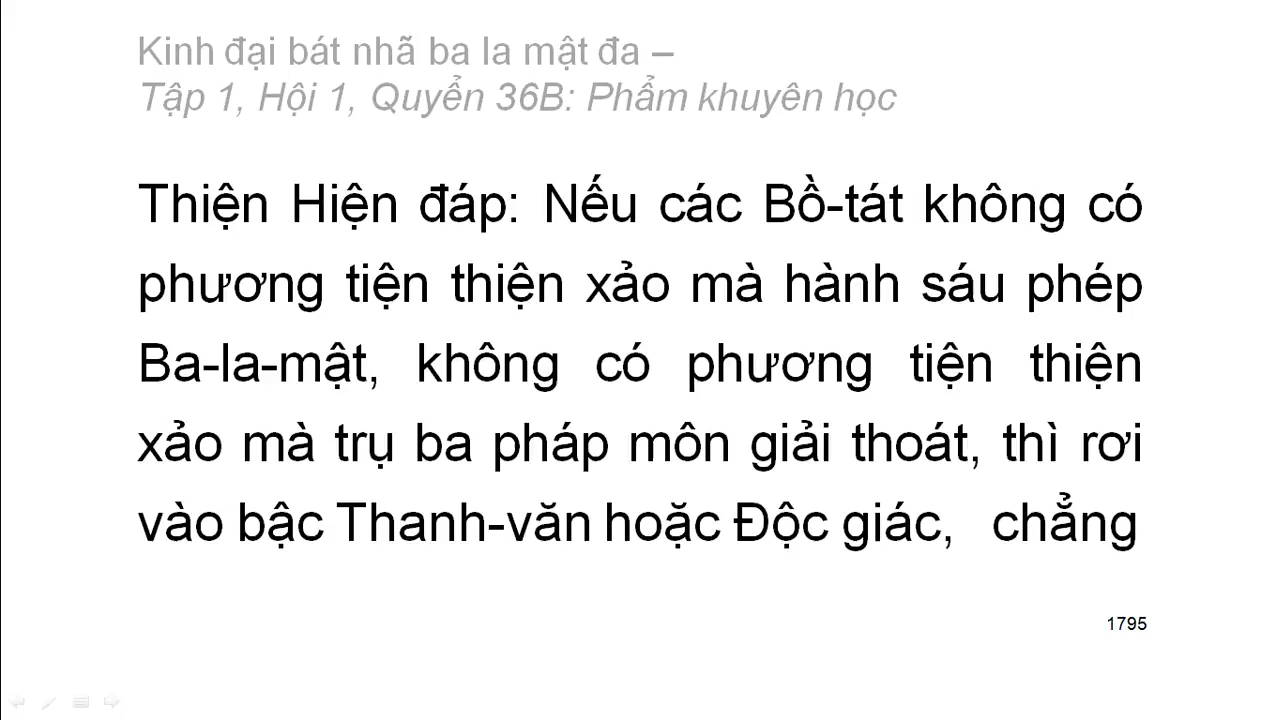 Kinh đại bát nhã ba la mật đa –
Tập 1, Hội 1, Quyển 36B: Phẩm khuyên học
Thiện Hiện đáp: Nếu các Bồ-tát không có
phương tiện thiện xảo mà hành sáu phép
Ba-la-mật, không có phương tiện thiện
xảo mà trụ ba pháp môn giải thoát, thì rơi
vào bậc Thanh-văn hoặc Độc giác, chẳng
1795